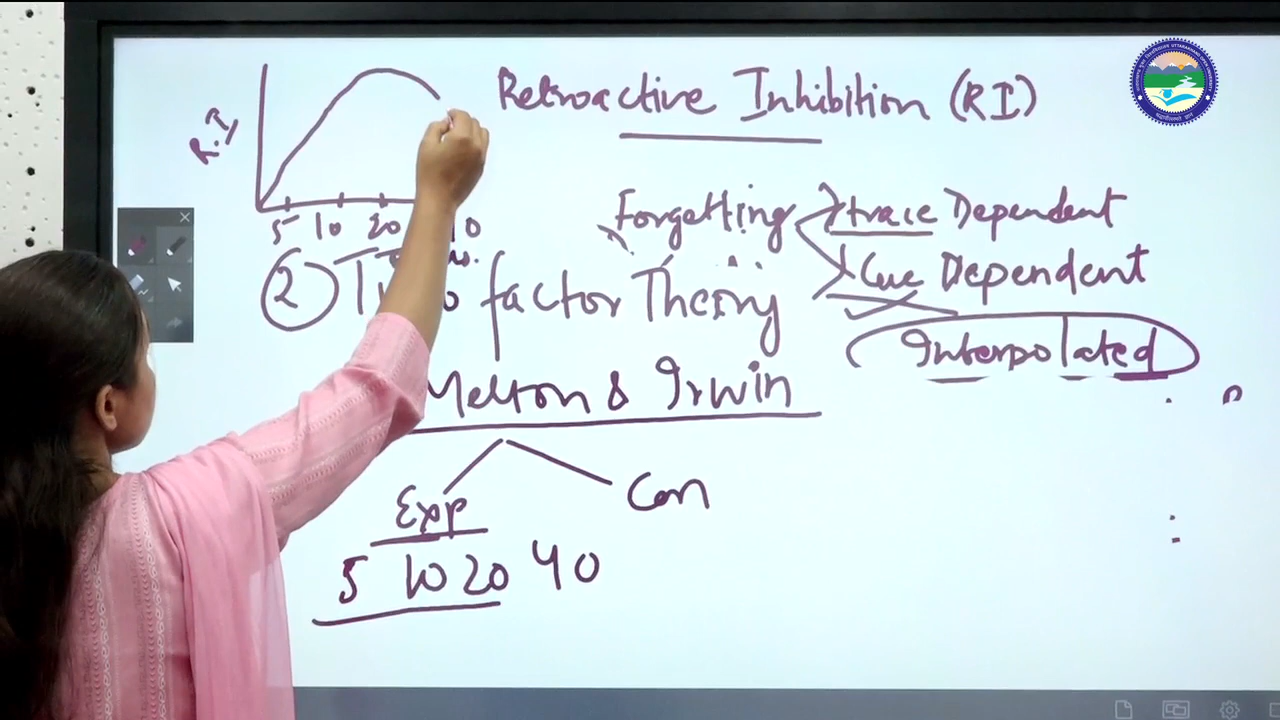 Retroactive Inhibition (RI)
R.I
5 10 20
Forgetting trace Dependent
Cue Dependent
② factor Theory
Interpolated
Melton & Irwin
Exp Con
5 10 20 40